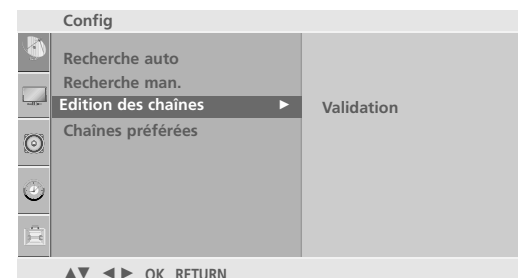 Config
Recherche auto
Recherche man.
Edition des chaînes ►
Validation
Chaînes préférées
▲▼ ◄ ► OK RETURN